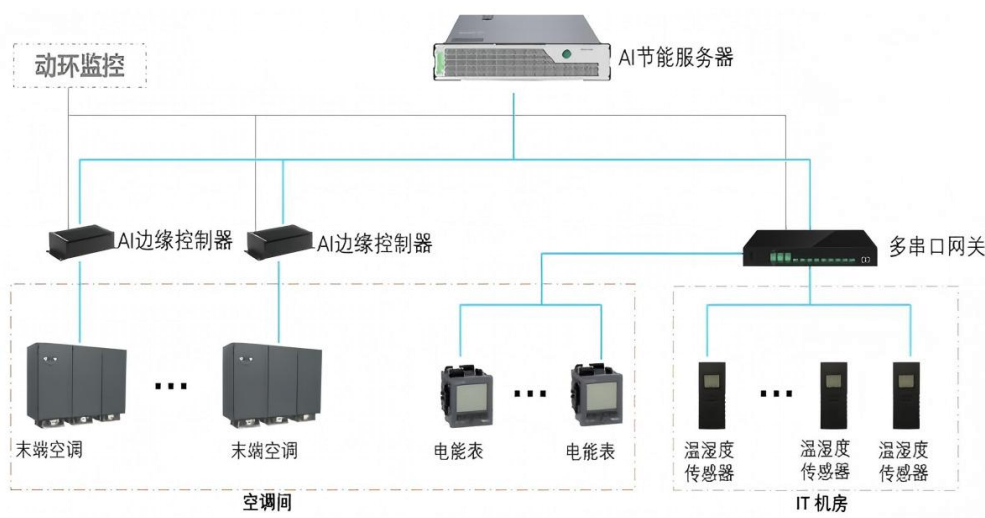 动环监控
AI节能服务器
AI边缘控制器
AI边缘控制器
多串口网关
末端空调
末端空调
电能表
电能表
温湿度
传感器
温湿度
传感器
温湿度
传感器
空调间
IT 机房